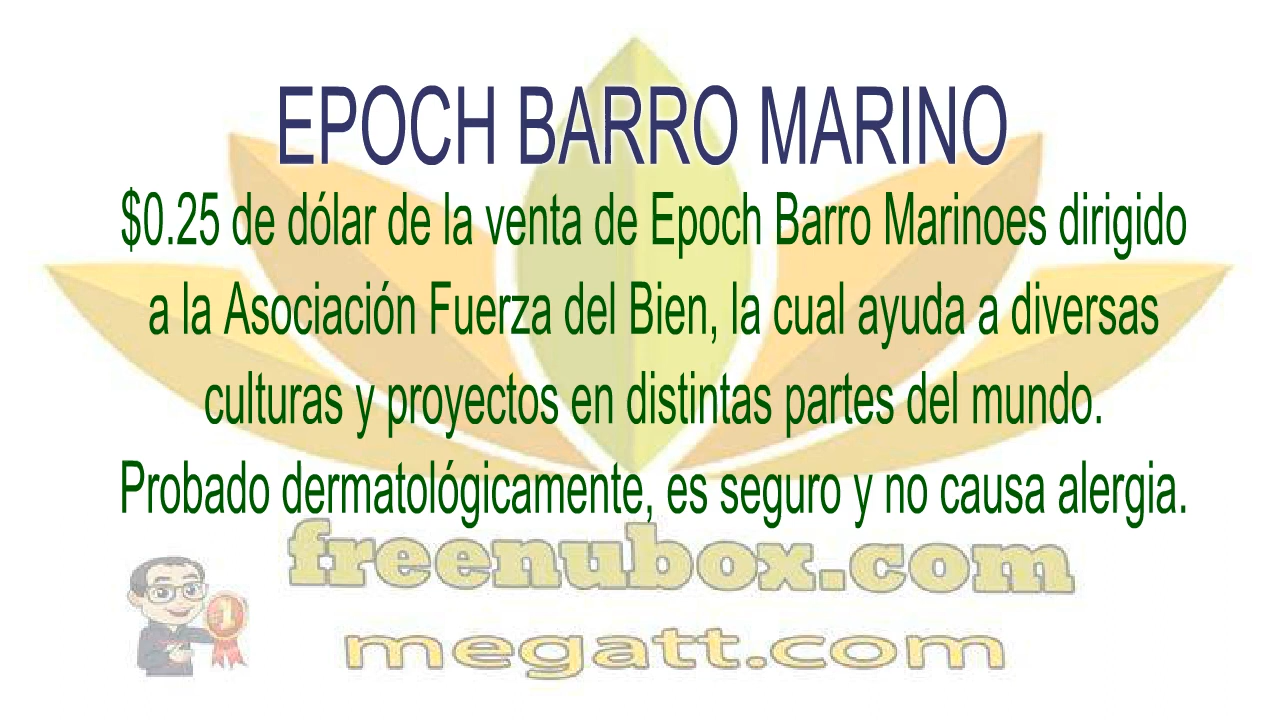 EPOCH BARRO MARINO
$0.25 de dólar de la venta de Epoch Barro Marinoes dirigido
a la Asociación Fuerza del Bien, la cual ayuda a diversas
culturas y proyectos en distintas partes del mundo.
Probado dermatológicamente, es seguro y no causa alergia.
freenubox.com
1
megatt.com